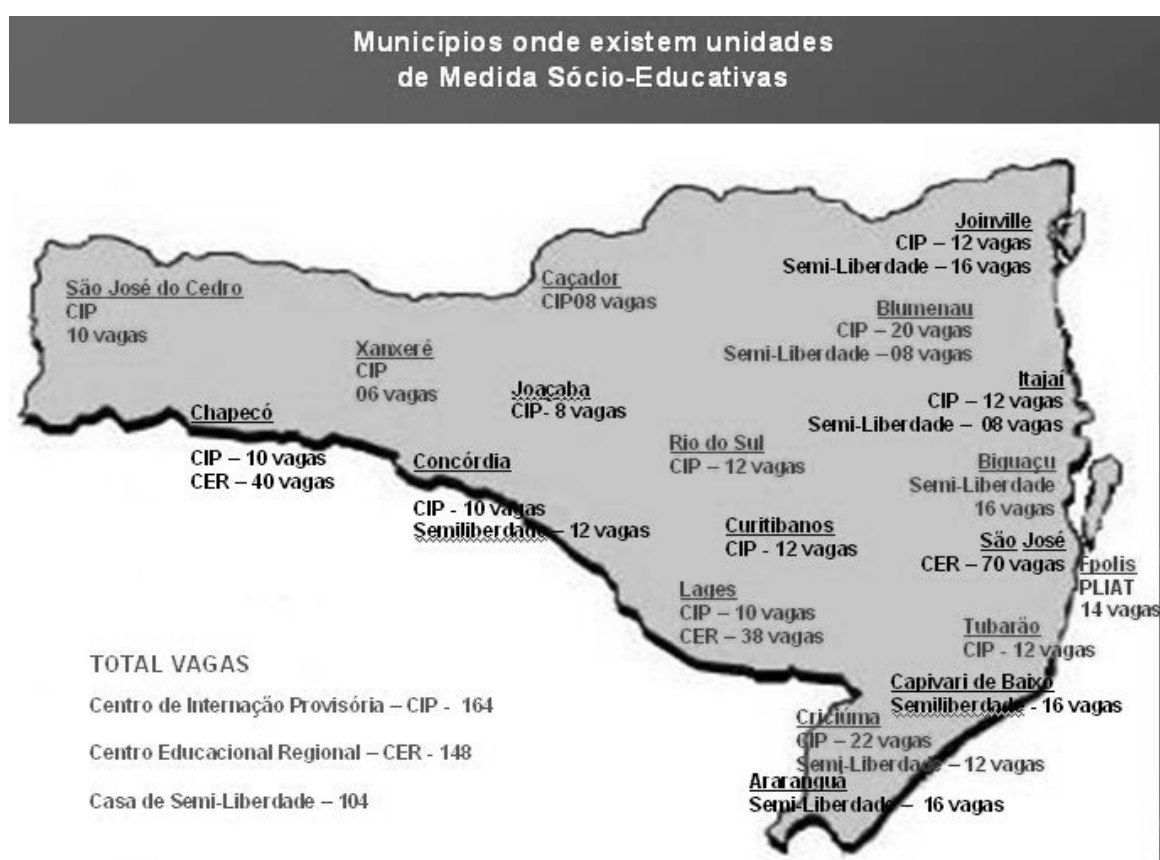 Municípios onde existem unidades
de Medida Sócio-Educativas
Joinville
CIP – 12 vagas
Semi-Liberdade – 16 vagas
São José do Cedro
CIP
10 vagas
Caçador
CIP08 vagas
Blumenau
CIP – 20 vagas
Semi-Liberdade –08 vagas
Xanxeré
CIP
06 vagas
Joaçaba
CIP- 8 vagas
Itajaí
CIP – 12 vagas
Semi-Liberdade – 08 vagas
Chapecó
CIP – 10 vagas
CER – 40 vagas
Concórdia
CIP - 10 vagas
Semiliberdade – 12 vagas
Rio do Sul
CIP – 12 vagas
Biguaçu
Semi-Liberdade
16 vagas
Curitibanos
CIP - 12 vagas
São José
CER – 70 vagas
Fpolis
PLIAT
14 vagas
Lages
CIP – 10 vagas
CER – 38 vagas
Tubarão
CIP - 12 vagas
Capivari de Baixo
Semiliberdade - 16 vagas
Criciúma
CIP – 22 vagas
Semi-Liberdade – 12 vagas
Araranguá
Semi-Liberdade – 16 vagas
TOTAL VAGAS
Centro de Internação Provisória – CIP - 164
Centro Educacional Regional – CER - 148
Casa de Semi-Liberdade – 104